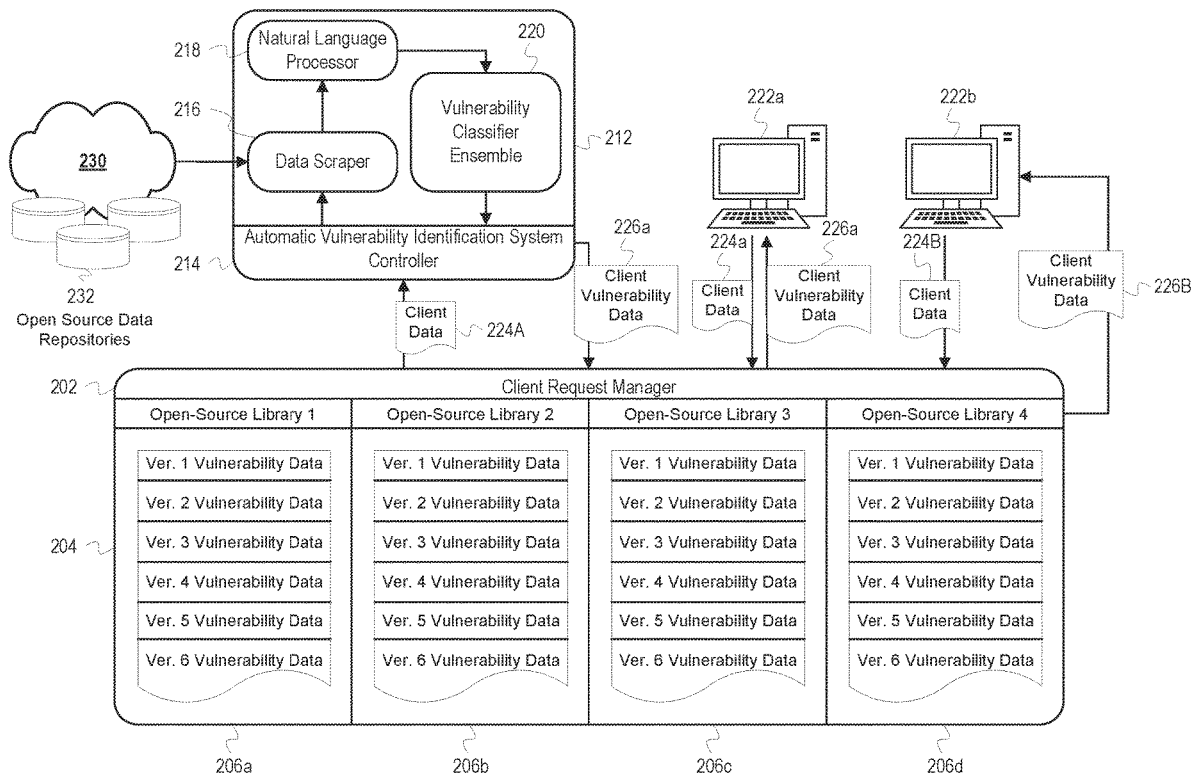 218
Natural Language
Processor
220
216
Vulnerability
Classifier
Ensemble
212
222a
222b
230
Data Scraper
Automatic Vulnerability Identification System
Controller
214
226a
224a
226a
224B
232
Open Source Data
Repositories
Client
Data
224A
Client
Vulnerability
Data
Client
Data
Client
Vulnerability
Data
Client
Data
Client
Vulnerability
Data
226B
202
Client Request Manager
Open-Source Library 1
Open-Source Library 2
Open-Source Library 3
Open-Source Library 4
204
Ver. 1 Vulnerability Data
Ver. 2 Vulnerability Data
Ver. 3 Vulnerability Data
Ver. 4 Vulnerability Data
Ver. 5 Vulnerability Data
Ver. 6 Vulnerability Data
Ver. 1 Vulnerability Data
Ver. 2 Vulnerability Data
Ver. 3 Vulnerability Data
Ver. 4 Vulnerability Data
Ver. 5 Vulnerability Data
Ver. 6 Vulnerability Data
Ver. 1 Vulnerability Data
Ver. 2 Vulnerability Data
Ver. 3 Vulnerability Data
Ver. 4 Vulnerability Data
Ver. 5 Vulnerability Data
Ver. 6 Vulnerability Data
Ver. 1 Vulnerability Data
Ver. 2 Vulnerability Data
Ver. 3 Vulnerability Data
Ver. 4 Vulnerability Data
Ver. 5 Vulnerability Data
Ver. 6 Vulnerability Data
206a
206b
206c
206d